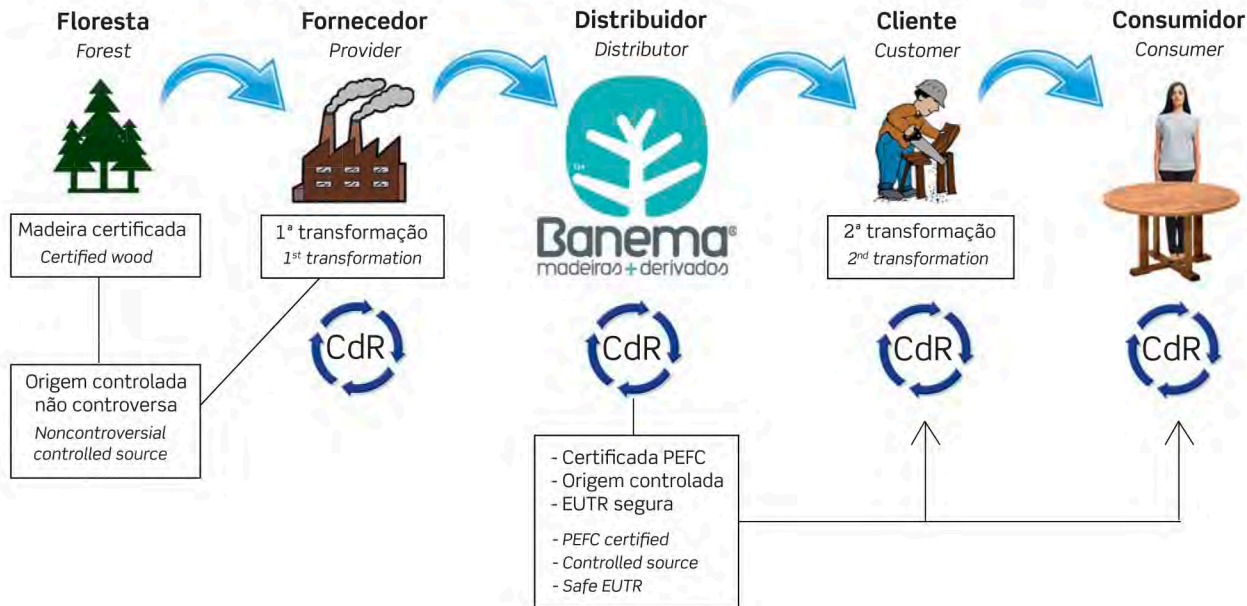 Floresta
Forest
Fornecedor
Provider
Distribuidor
Distributor
Cliente
Customer
Consumidor
Consumer
Madeira certificada
Certified wood
1ª transformação
1st transformation
Banema®
madeiras+derivados
2ª transformação
2nd transformation
CdR
CdR
CdR
CdR
Origem controlada
não controversa
Noncontroversial
controlled source
- Certificada PEFC
- Origem controlada
- EUTR segura
- PEFC certified
- Controlled source
- Safe EUTR